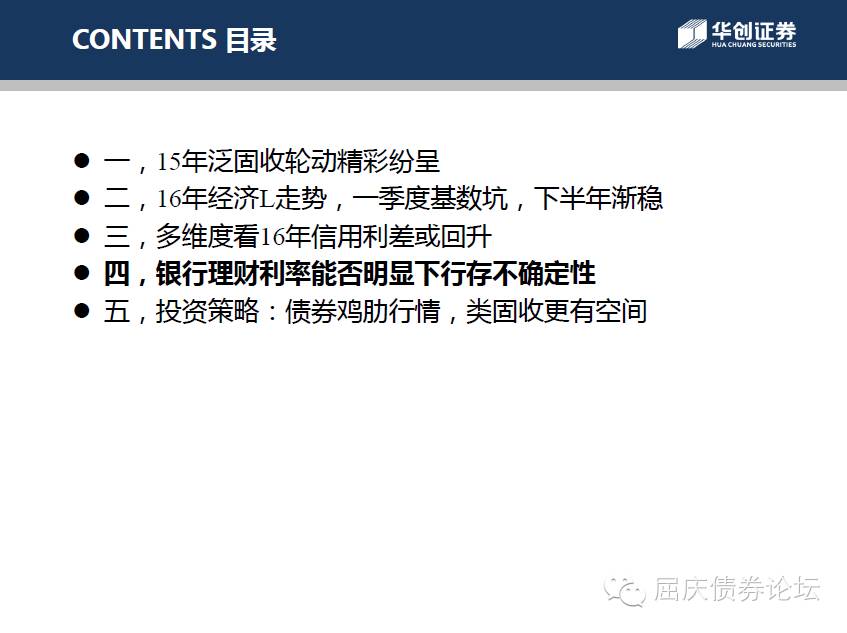 CONTENTS 目录
华创证券
HUA CHUANG SECURITIES
● 一，15年泛固收轮动精彩纷呈
● 二，16年经济L走势，一季度基数坑，下半年渐稳
● 三，多维度看16年信用利差或回升
● 四，银行理财利率能否明显下行存不确定性
● 五，投资策略：债券鸡肋行情，类固收更有空间
屈庆债券论坛